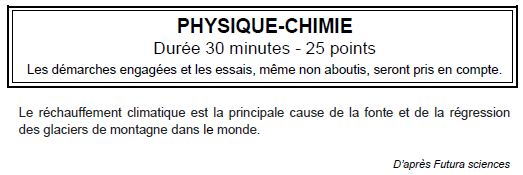 PHYSIQUE-CHIMIE
Durée 30 minutes - 25 points
Les démarches engagées et les essais, même non aboutis, seront pris en compte.
Le réchauffement climatique est la principale cause de la fonte et de la régression
des glaciers de montagne dans le monde.
D'après Futura sciences